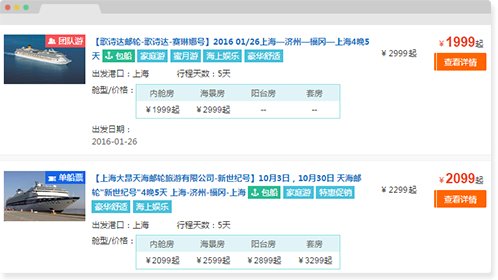 团队游
【歌诗达邮轮-歌诗达-赛琳娜号】2016 01/26上海—济州—福冈—上海4晚5
天 包船 家庭游 蜜月游 海上娱乐 豪华舒适
¥2999起
¥1999起
查看详情
出发港口：上海 行程天数：5天
舱型/价格：
内舱房 海景房 阳台房 套房
¥1999起 ¥2999起 -- --
出发日期：
2016-01-26
单船票
【上海大昂天海邮轮旅游有限公司-新世纪号】10月3日，10月30日 天海邮
轮"新世纪号"4晚5天 上海-济州-福冈-上海 包船 家庭游 特惠促销
豪华舒适 海上娱乐
¥2299起
¥2099起
查看详情
出发港口：上海 行程天数：5天
舱型/价格：
内舱房 海景房 阳台房 套房
¥2099起 ¥2599起 ¥2899起 ¥3299起